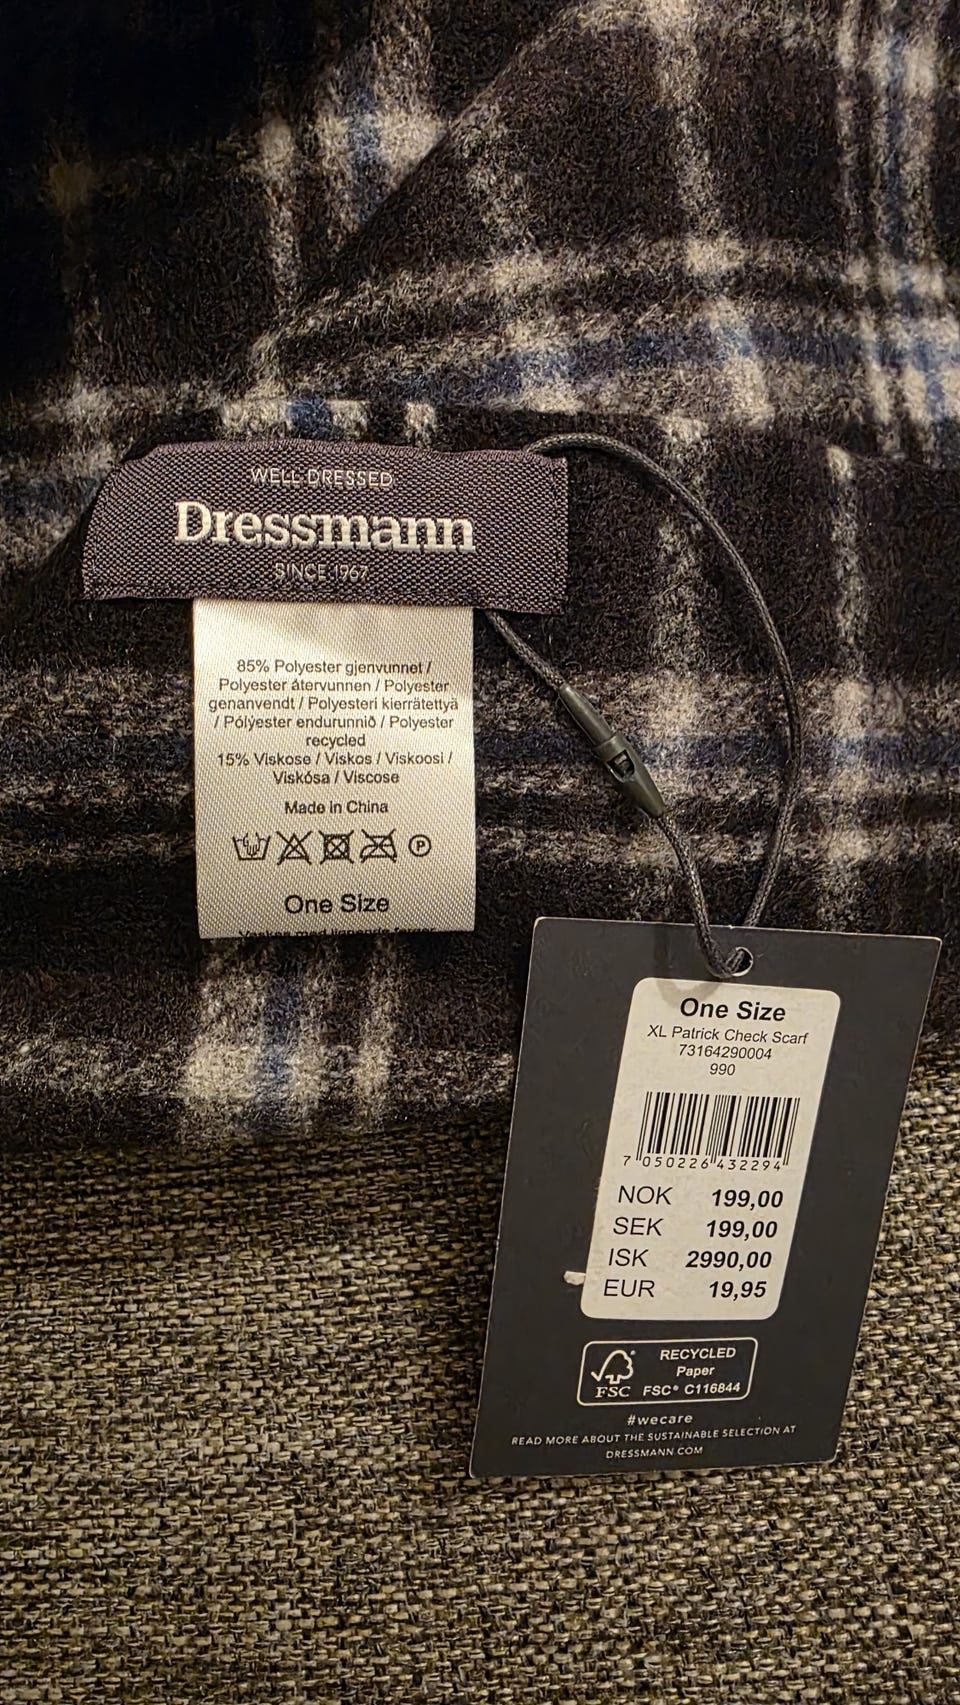 WELL DRESSED
Dressmann
SINCE 1967
85% Polyester gjenvunnet /
Polyester återvunnen / Polyester
genanvendt / Polyesteri kierrätettyä
/ Pólýester endurunnið / Polyester
recycled
15% Viskose / Viskos / Viskoosi /
Viskósa / Viscose
Made in China
P
One Size
One Size
XL Patrick Check Scarf
73164290004
990
7 050226 432294
NOK 199,00
SEK 199,00
ISK 2990,00
EUR 19,95
FSC
RECYCLED
Paper
FSC® C116844
#wecare
READ MORE ABOUT THE SUSTAINABLE SELECTION AT
DRESSMANN.COM